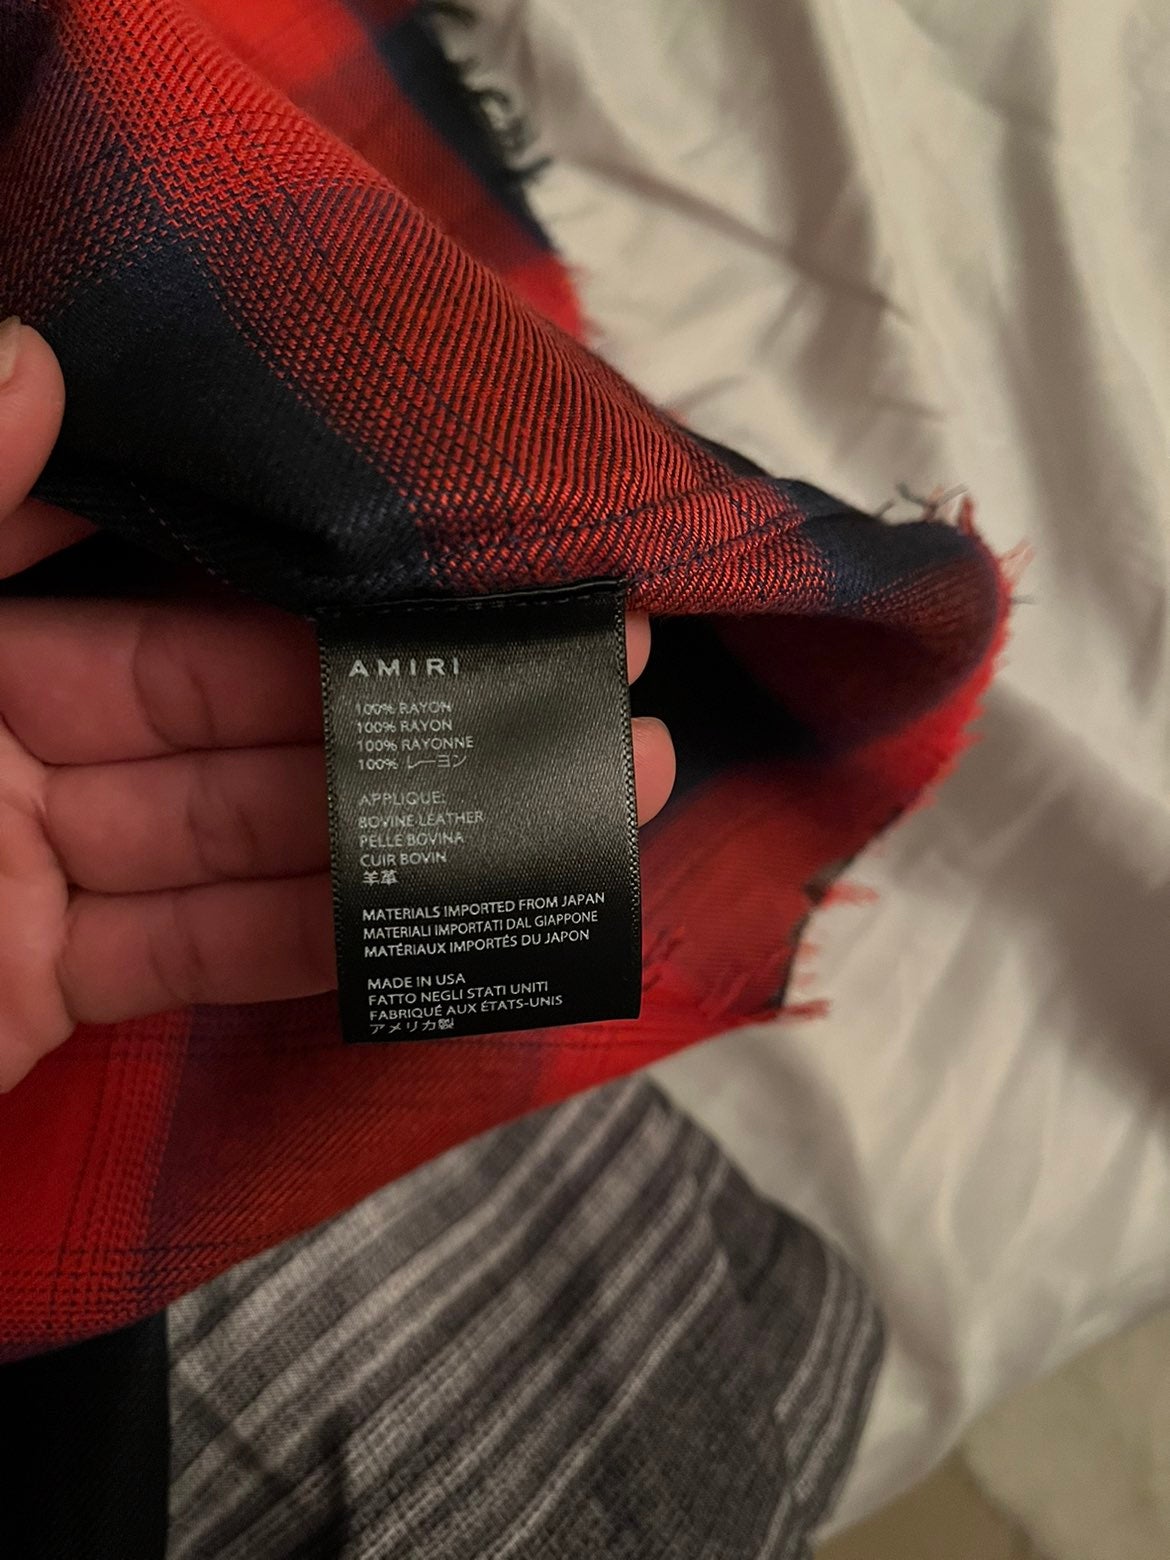 AMIRI
100% RAYON
100% RAYON
100% RAYONNE
100% レーヨン
APPLIQUE:
BOVINE LEATHER
PELLE BOVINA
CUIR BOVIN
羊革
MATERIALS IMPORTED FROM JAPAN
MATERIALI IMPORTATI DAL GIAPPONE
MATÉRIAUX IMPORTÉS DU JAPON
MADE IN USA
FATTO NEGLI STATI UNITI
FABRIQUÉ AUX ÉTATS-UNIS
アメリカ製